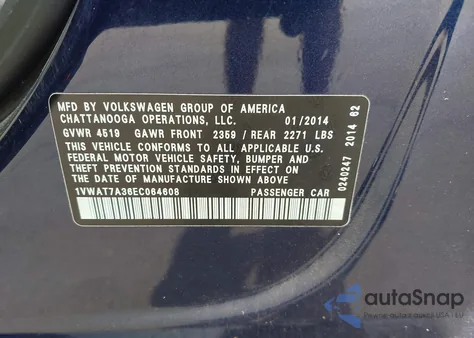 MFD BY VOLKSWAGEN GROUP OF AMERICA
CHATTANOOGA OPERATIONS, LLC. 01/2014
GVWR 4519 GAWR FRONT 2359 / REAR 2271 LBS
THIS VEHICLE CONFORMS TO ALL APPLICABLE U.S.
FEDERAL MOTOR VEHICLE SAFETY, BUMPER AND
THEFT PREVENTION STANDARDS IN EFFECT ON THE
DATE OF MANUFACTURE SHOWN ABOVE.
1VWAT7A36EC064608 PASSENGER CAR
0240247 2014 62
autoSnap